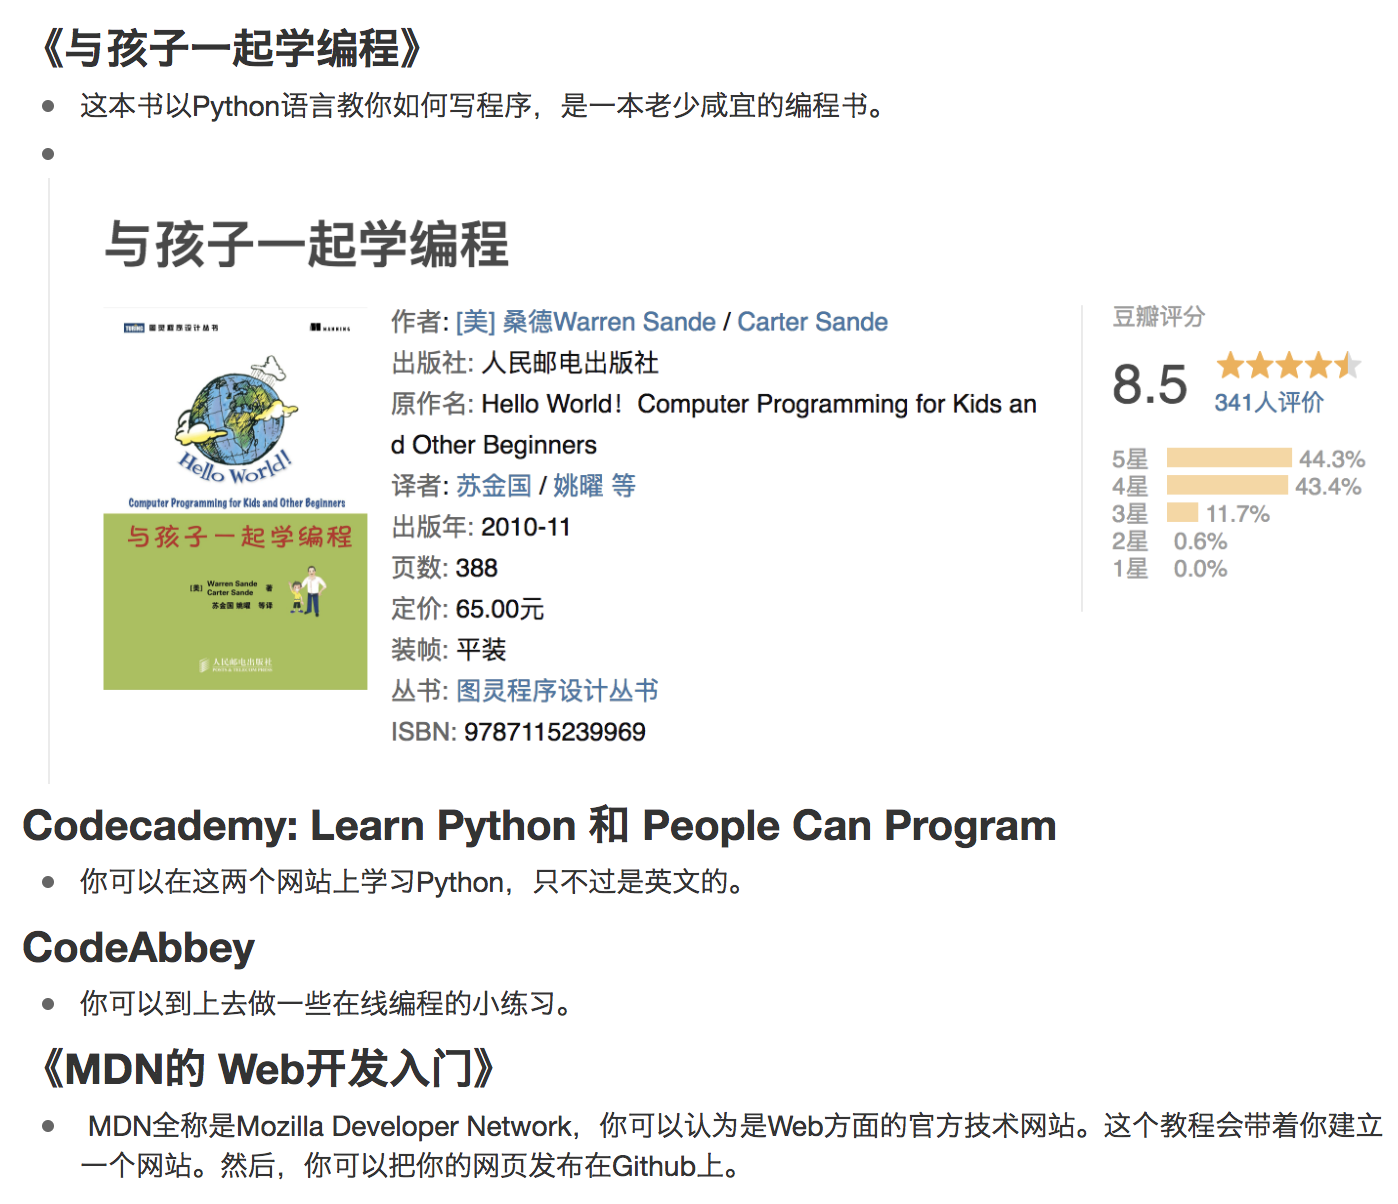 《与孩子一起学编程》
这本书以Python语言教你如何写程序，是一本老少咸宜的编程书。
与孩子一起学编程
TURING 图灵程序设计丛书
MANNING
Hello World!
Computer Programming for Kids and Other Beginners
与孩子一起学编程
[美] Warren Sande 著
Carter Sande
苏金国 姚曜 等译
人民邮电出版社
POSTS & TELECOM PRESS
作者: [美] 桑德Warren Sande / Carter Sande
出版社: 人民邮电出版社
原作名: Hello World！Computer Programming for Kids an
d Other Beginners
译者: 苏金国 / 姚曜 等
出版年: 2010-11
页数: 388
定价: 65.00元
装帧: 平装
丛书: 图灵程序设计丛书
ISBN: 9787115239969
豆瓣评分
8.5
341人评价
5星 44.3%
4星 43.4%
3星 11.7%
2星 0.6%
1星 0.0%
Codecademy: Learn Python 和 People Can Program
你可以在这两个网站上学习Python，只不过是英文的。
CodeAbbey
你可以到上去做一些在线编程的小练习。
《MDN的 Web开发入门》
MDN全称是Mozilla Developer Network，你可以认为是Web方面的官方技术网站。这个教程会带着你建立
一个网站。然后，你可以把你的网页发布在Github上。